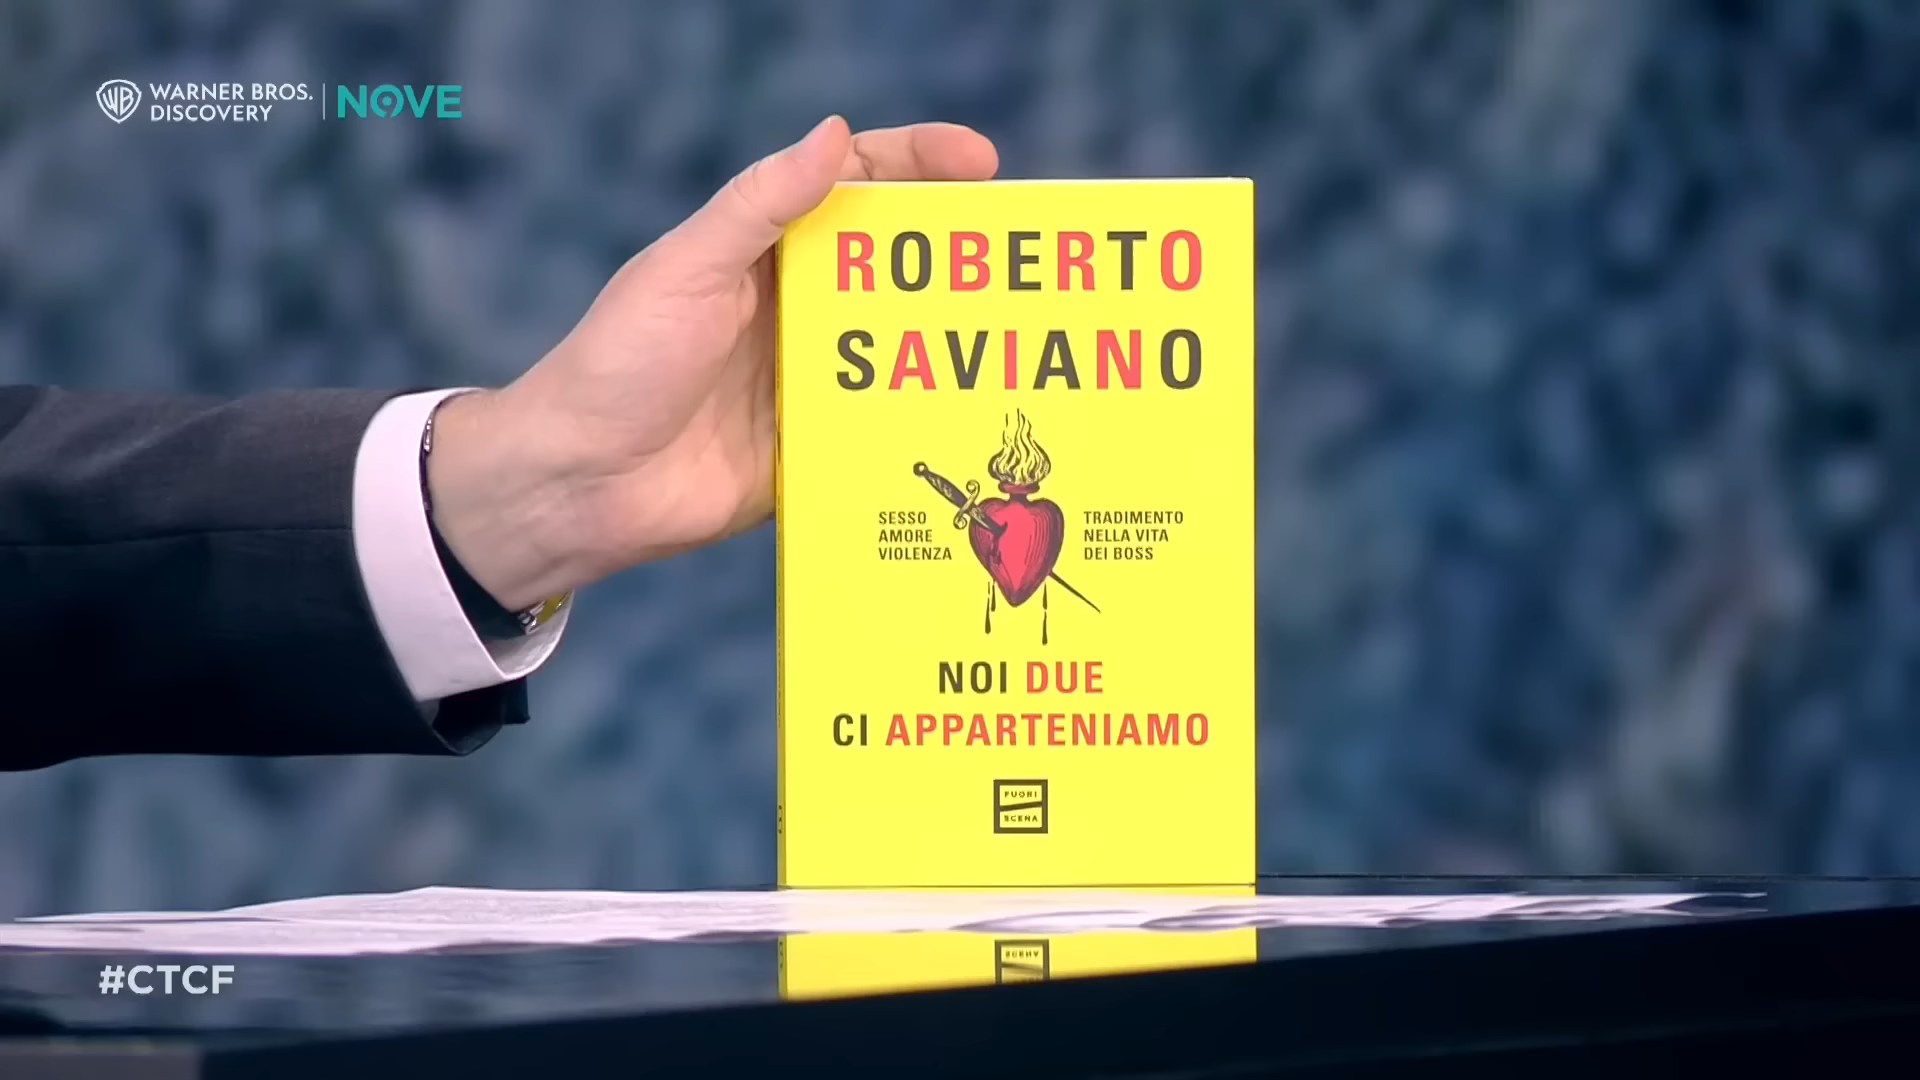 WARNER BROS. DISCOVERY | NOVE
ROBERTO
SAVIANO
SESSO
AMORE
VIOLENZA
TRADIMENTO
NELLA VITA
DEI BOSS
NOI DUE
CI APPARTENIAMO
FUORI
SCENA
#CTCF